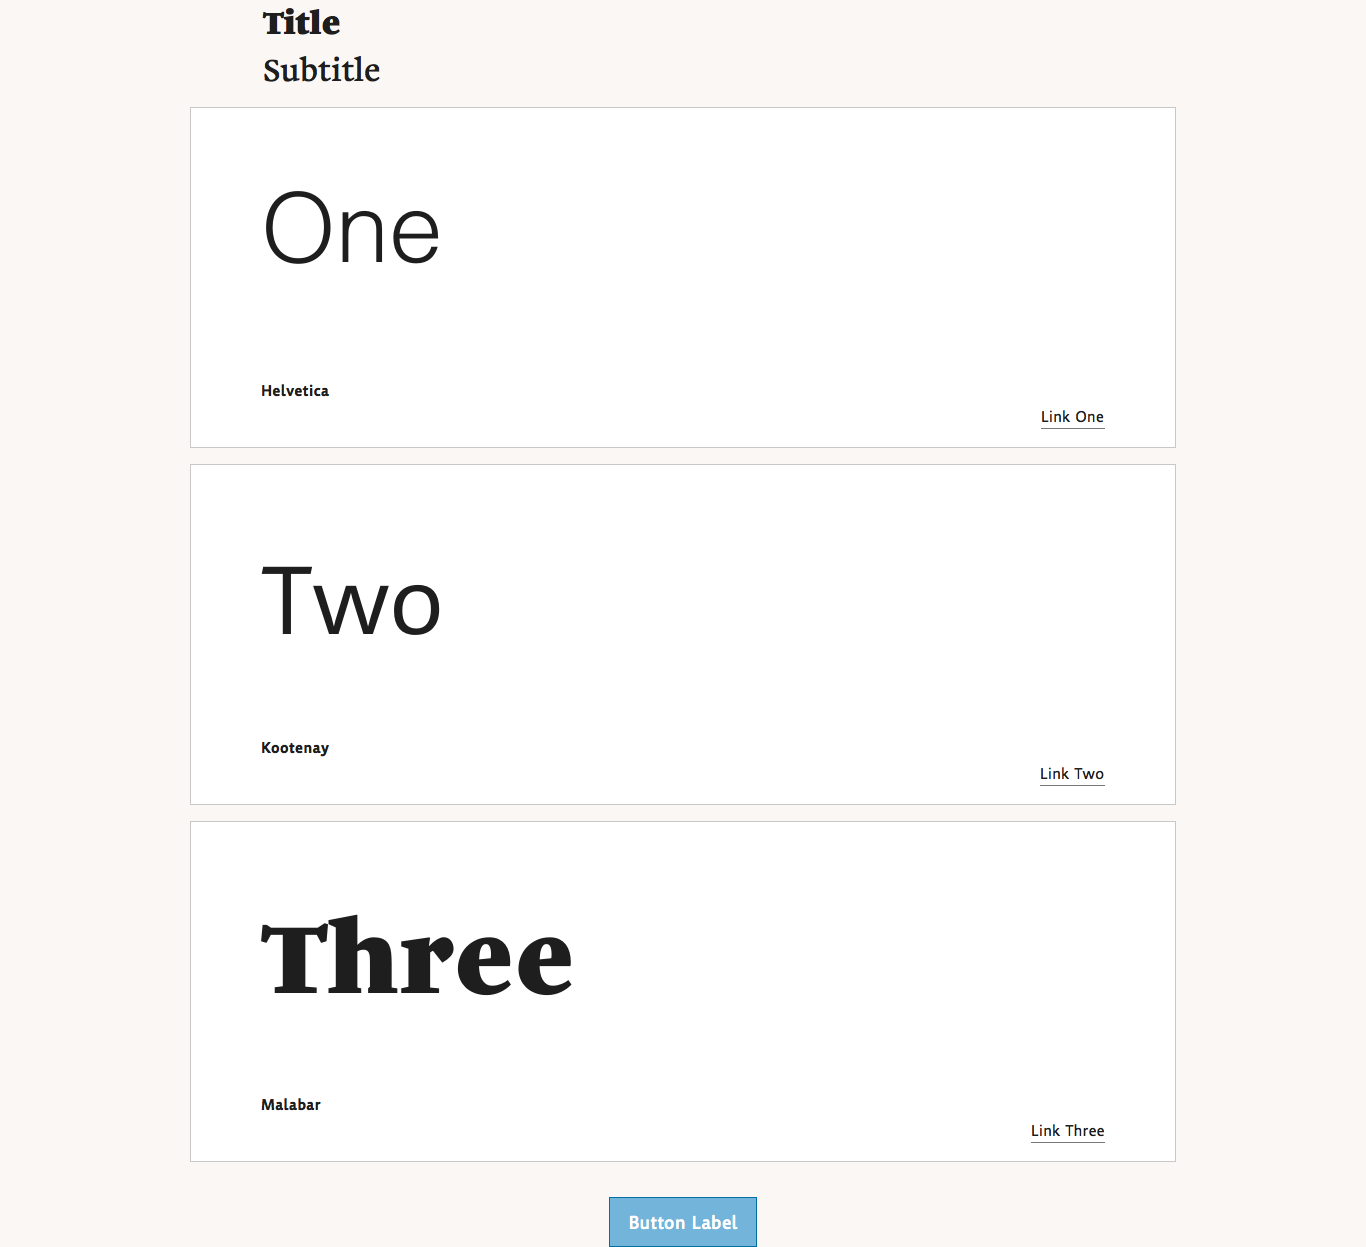 Title
Subtitle
One
Helvetica
Link One
Two
Kootenay
Link Two
Three
Malabar
Link Three
Button Label